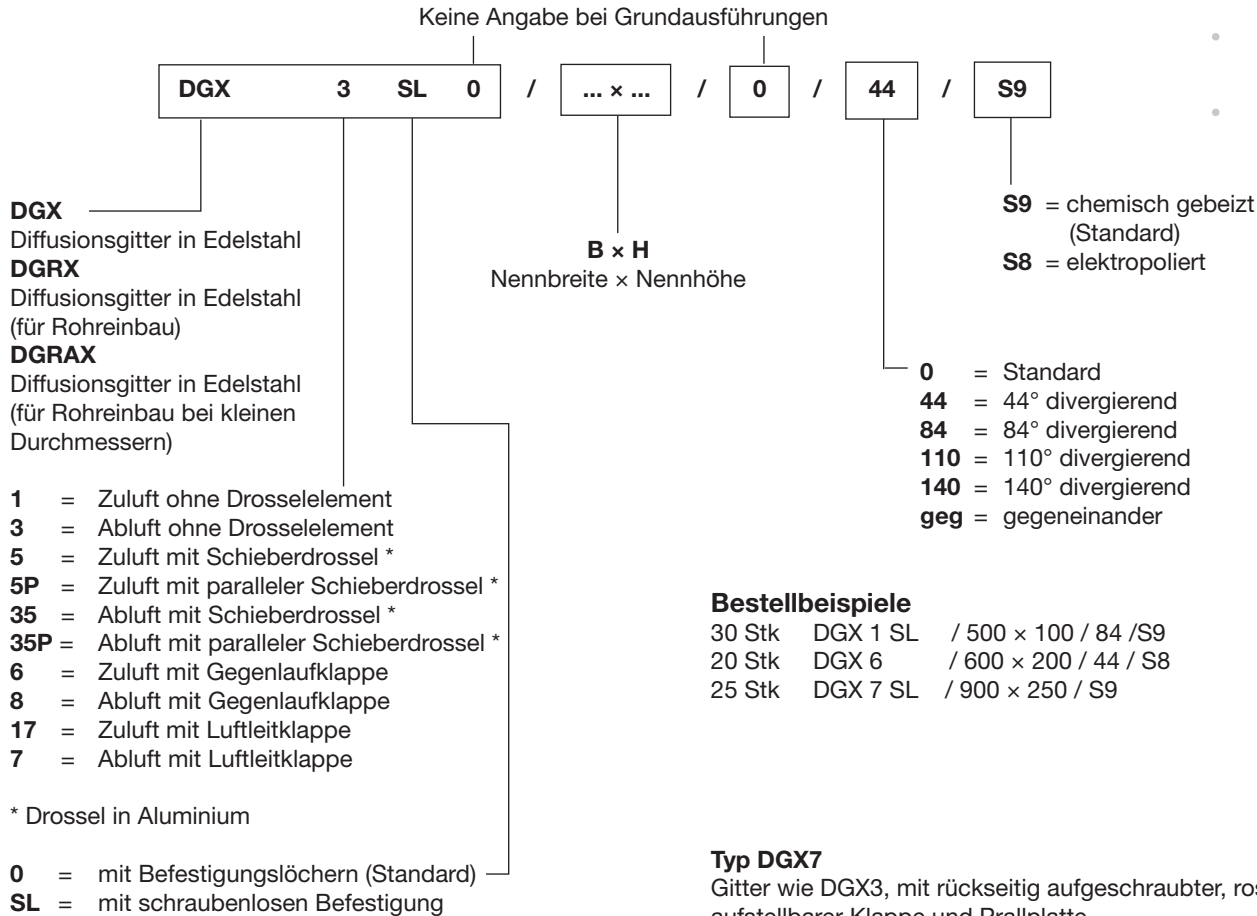 Keine Angabe bei Grundausführungen
DGX 3 SL 0 / ... × ... / 0 / 44 / S9
DGX
Diffusionsgitter in Edelstahl
DGRX
Diffusionsgitter in Edelstahl
(für Rohreinbau)
DGRAX
Diffusionsgitter in Edelstahl
(für Rohreinbau bei kleinen
Durchmessern)
B × H
Nennbreite × Nennhöhe
S9 = chemisch gebeizt
(Standard)
S8 = elektropoliert
0 = Standard
44 = 44° divergierend
84 = 84° divergierend
110 = 110° divergierend
140 = 140° divergierend
geg = gegeneinander
1 = Zuluft ohne Drosselelement
3 = Abluft ohne Drosselelement
5 = Zuluft mit Schieberdrossel *
5P = Zuluft mit paralleler Schieberdrossel *
35 = Abluft mit Schieberdrossel *
35P = Abluft mit paralleler Schieberdrossel *
6 = Zuluft mit Gegenlaufklappe
8 = Abluft mit Gegenlaufklappe
17 = Zuluft mit Luftleitklappe
7 = Abluft mit Luftleitklappe
* Drossel in Aluminium
0 = mit Befestigungslöchern (Standard)
SL = mit schraubenlosen Befestigung
Bestellbeispiele
30 Stk DGX 1 SL / 500 × 100 / 84 /S9
20 Stk DGX 6 / 600 × 200 / 44 / S8
25 Stk DGX 7 SL / 900 × 250 / S9
Typ DGX7
Gitter wie DGX3, mit rückseitig aufgeschraubter,